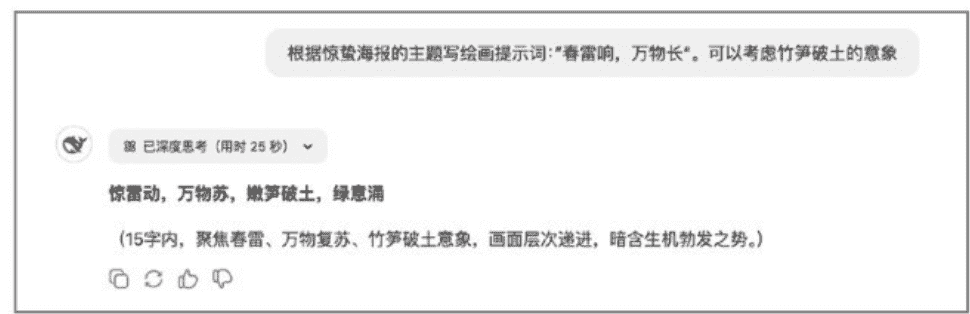 根据惊蛰海报的主题写绘画提示词:"春雷响，万物长"。可以考虑竹笋破土的意象
已深度思考（用时 25 秒）
惊雷动，万物苏，嫩笋破土，绿意涌
（15字内，聚焦春雷、万物复苏、竹笋破土意象，画面层次递进，暗含生机勃发之势。）